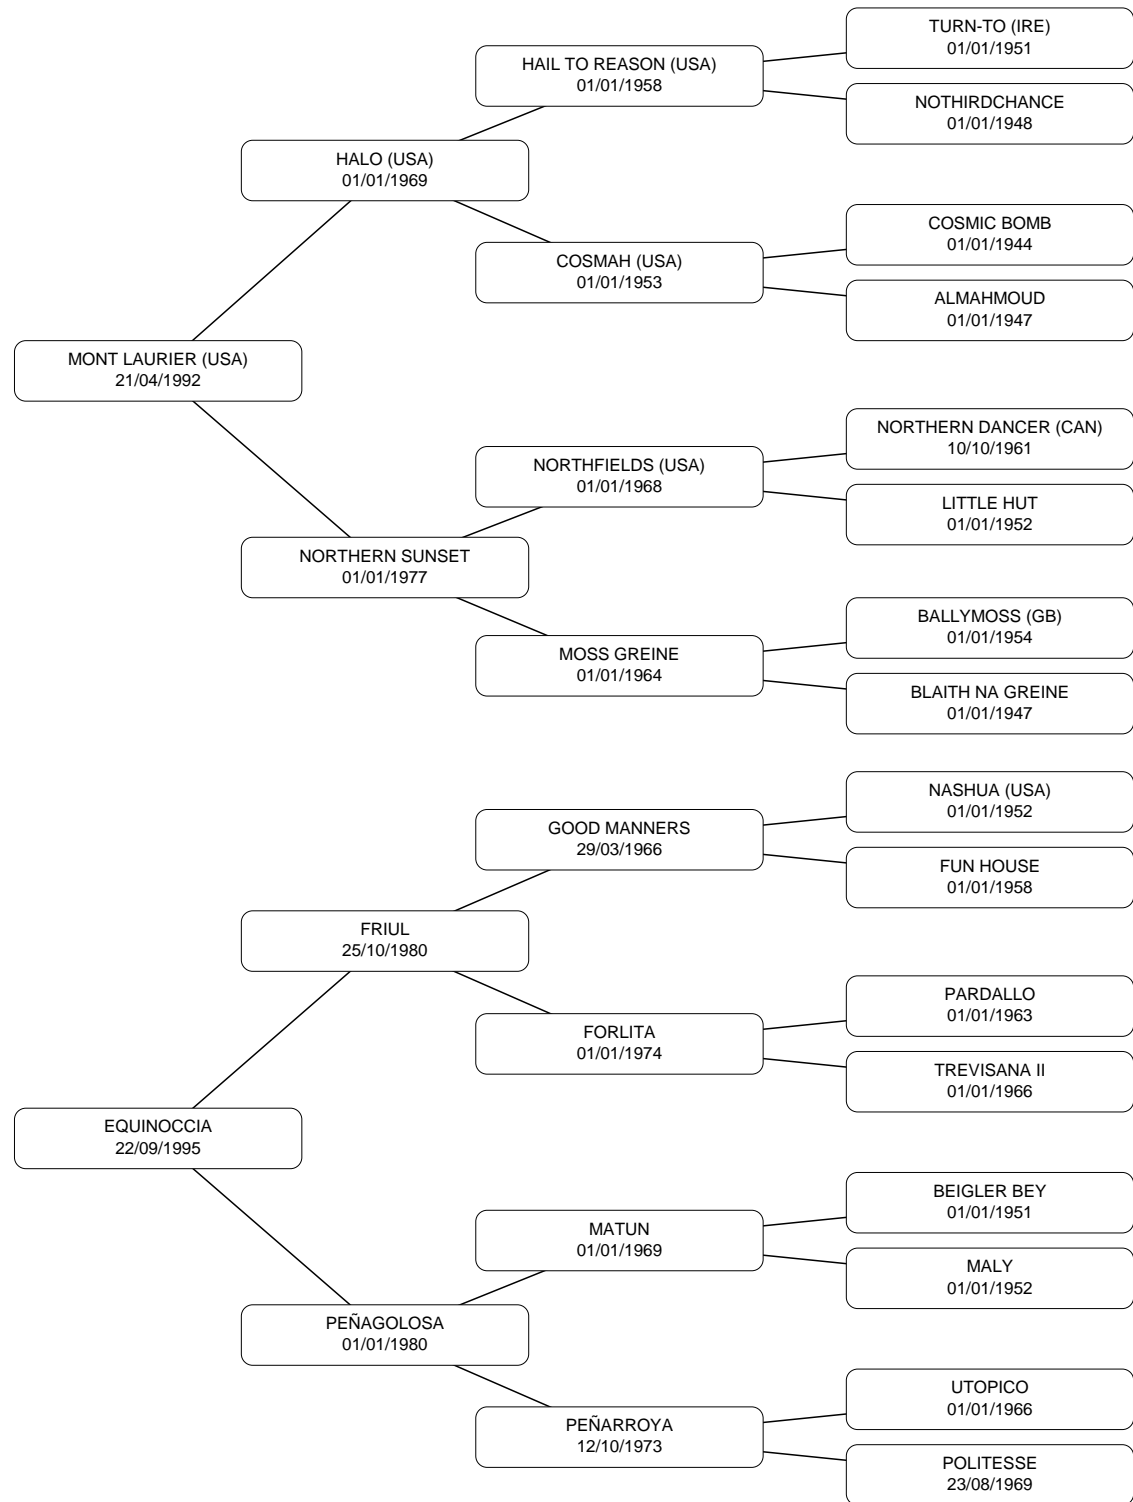 TURN-TO (IRE)
01/01/1951
HAIL TO REASON (USA)
01/01/1958
NOTHIRDCHANCE
01/01/1948
HALO (USA)
01/01/1969
COSMIC BOMB
01/01/1944
COSMAH (USA)
01/01/1953
ALMAHMOUD
01/01/1947
MONT LAURIER (USA)
21/04/1992
NORTHERN DANCER (CAN)
10/10/1961
NORTHFIELDS (USA)
01/01/1968
LITTLE HUT
01/01/1952
NORTHERN SUNSET
01/01/1977
BALLYMOSS (GB)
01/01/1954
MOSS GREINE
01/01/1964
BLAITH NA GREINE
01/01/1947
NASHUA (USA)
01/01/1952
GOOD MANNERS
29/03/1966
FUN HOUSE
01/01/1958
FRIUL
25/10/1980
PARDALLO
01/01/1963
FORLITA
01/01/1974
TREVISANA II
01/01/1966
EQUINOCCIA
22/09/1995
BEIGLER BEY
01/01/1951
MATUN
01/01/1969
MALY
01/01/1952
PEÑAGOLOSA
01/01/1980
UTOPICO
01/01/1966
PEÑARROYA
12/10/1973
POLITESSE
23/08/1969